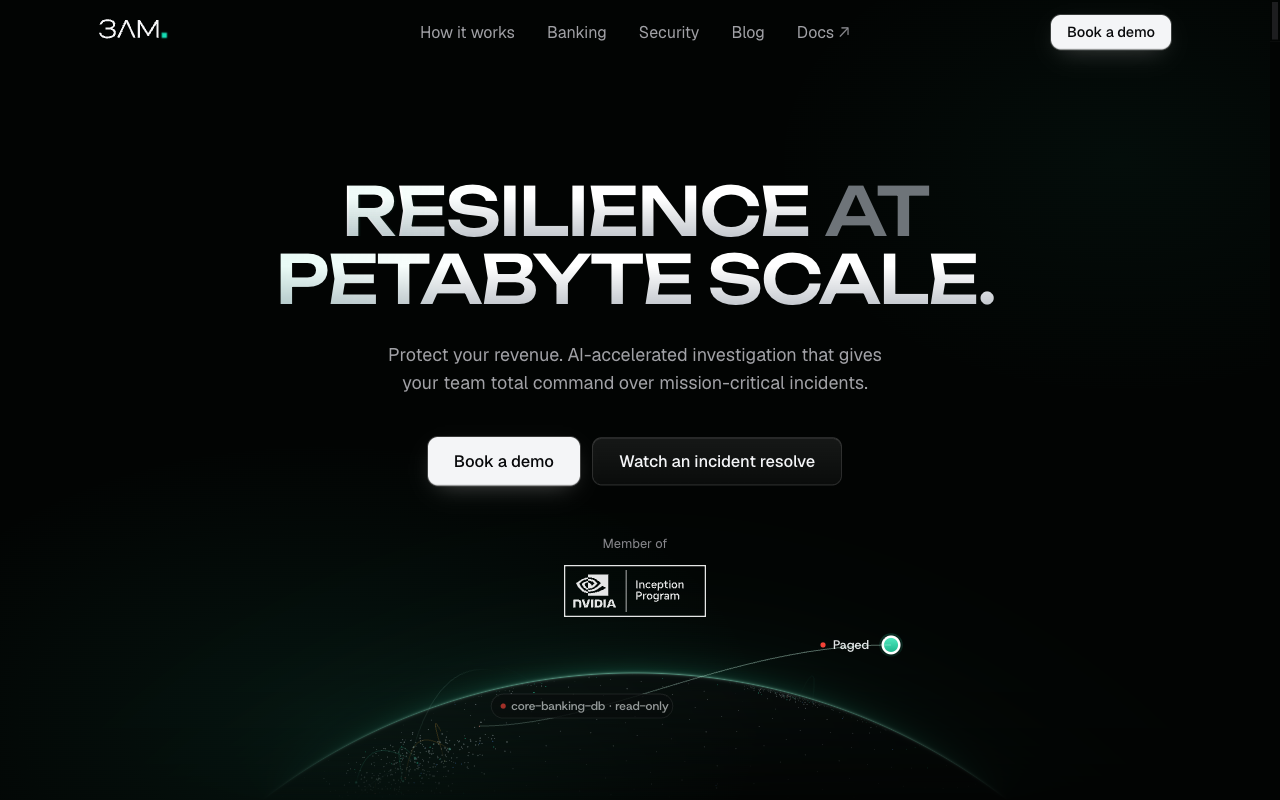 3AM.
How it works
Banking
Security
Blog
Docs ↗
Book a demo
RESILIENCE AT
PETABYTE SCALE.
Protect your revenue. AI-accelerated investigation that gives
your team total command over mission-critical incidents.
Book a demo
Watch an incident resolve
Member of
NVIDIA
Inception
Program
Paged
core-banking-db · read-only